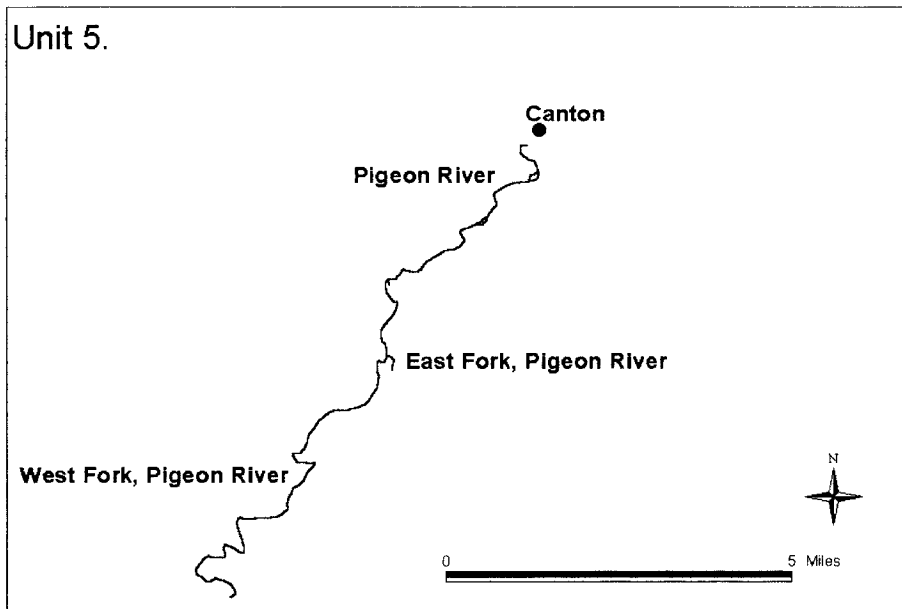 Unit 5.
Canton
Pigeon River
East Fork, Pigeon River
West Fork, Pigeon River
N
0 5 Miles